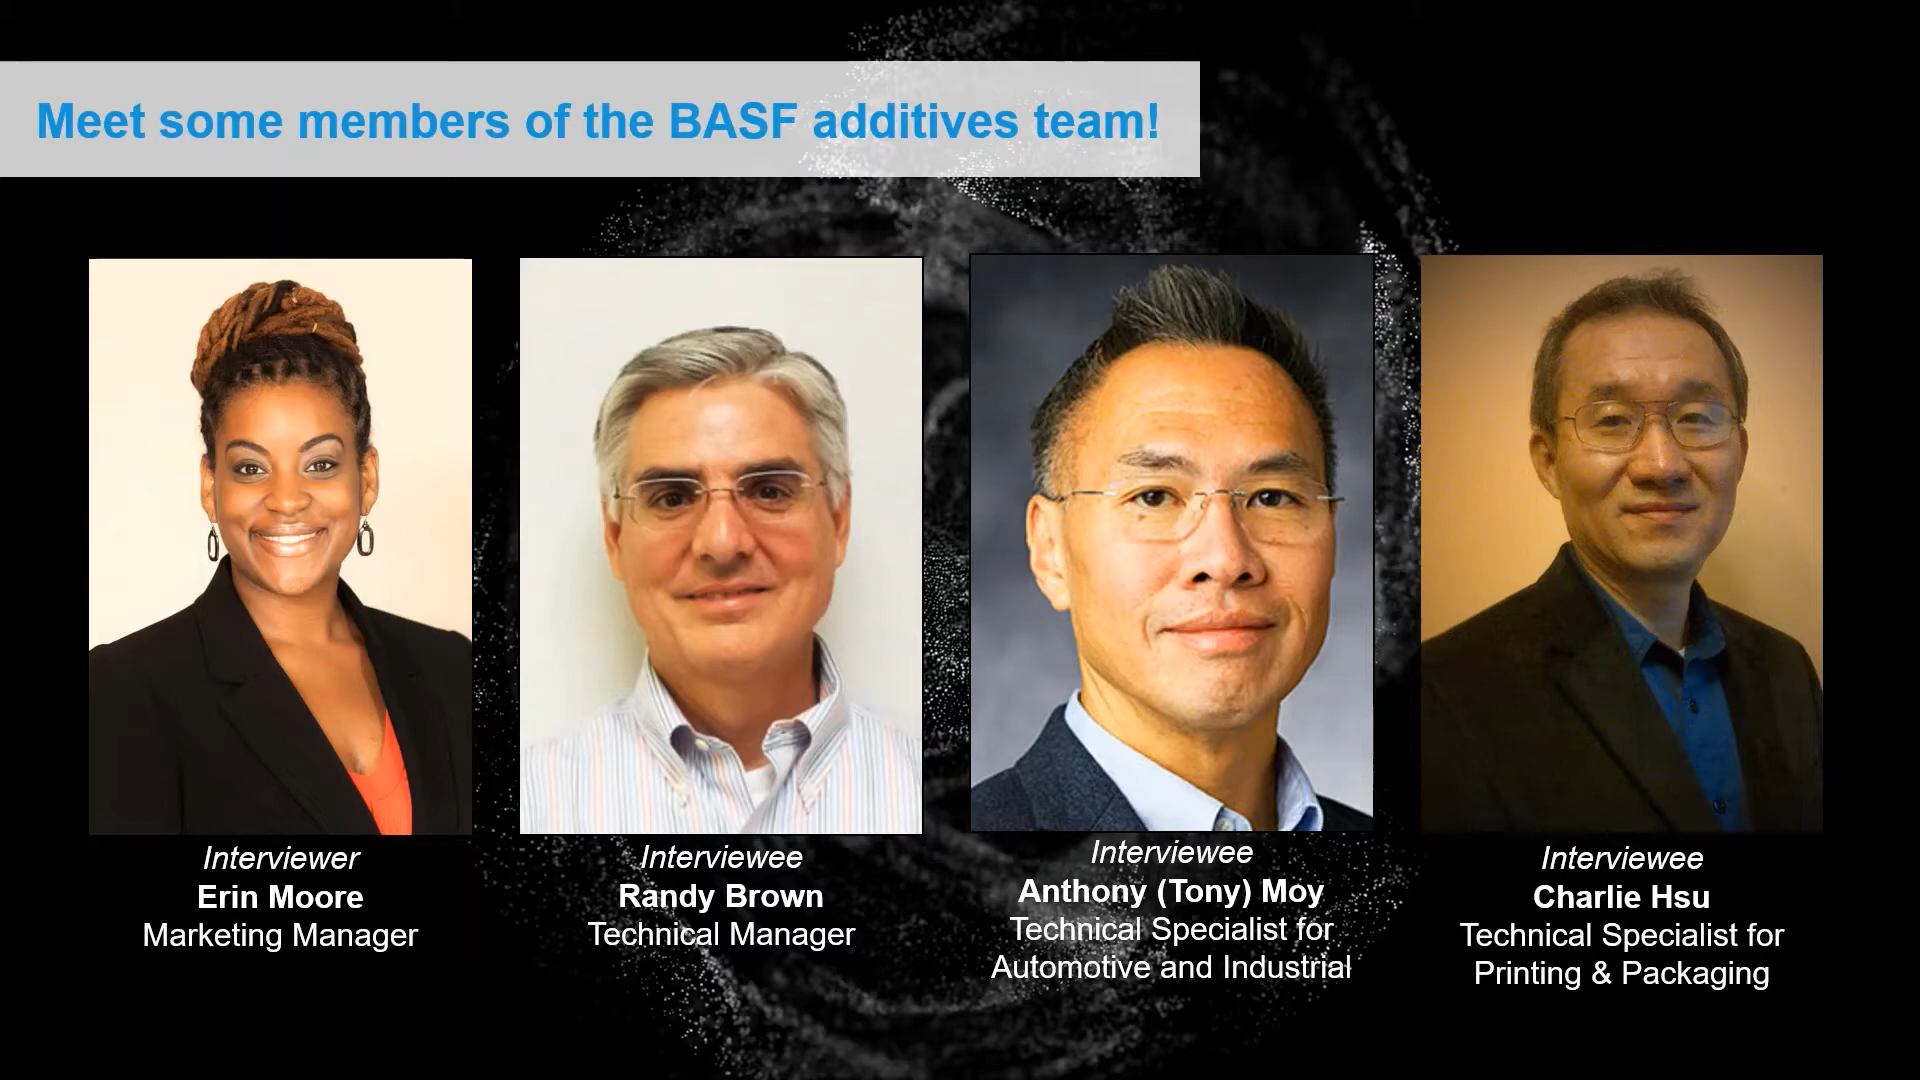 Meet some members of the BASF additives team!
Interviewer
Erin Moore
Marketing Manager
Interviewee
Randy Brown
Technical Manager
Interviewee
Anthony (Tony) Moy
Technical Specialist for
Automotive and Industrial
Interviewee
Charlie Hsu
Technical Specialist for
Printing & Packaging